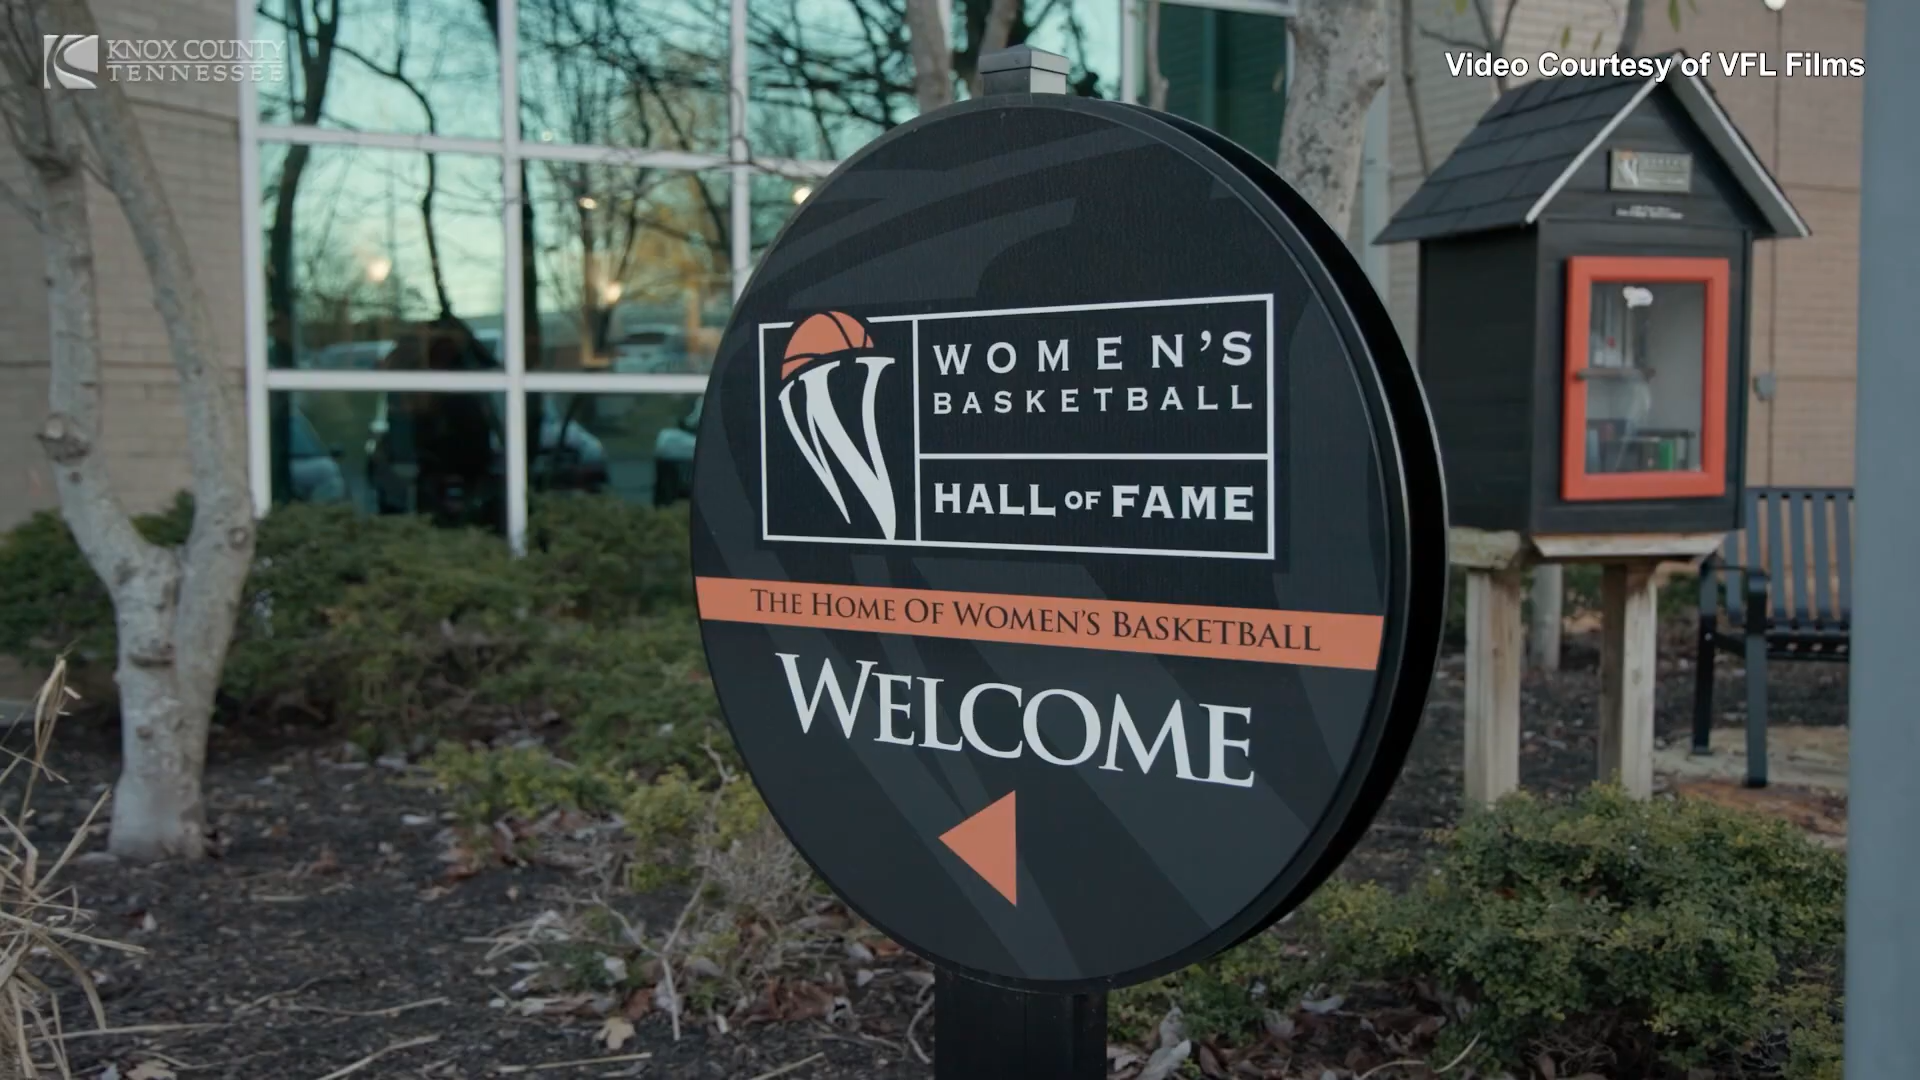 KNOX COUNTY
TENNESSEE
Video Courtesy of VFL Films
WOMEN'S
BASKETBALL
HALL OF FAME
THE HOME OF WOMEN'S BASKETBALL
WELCOME